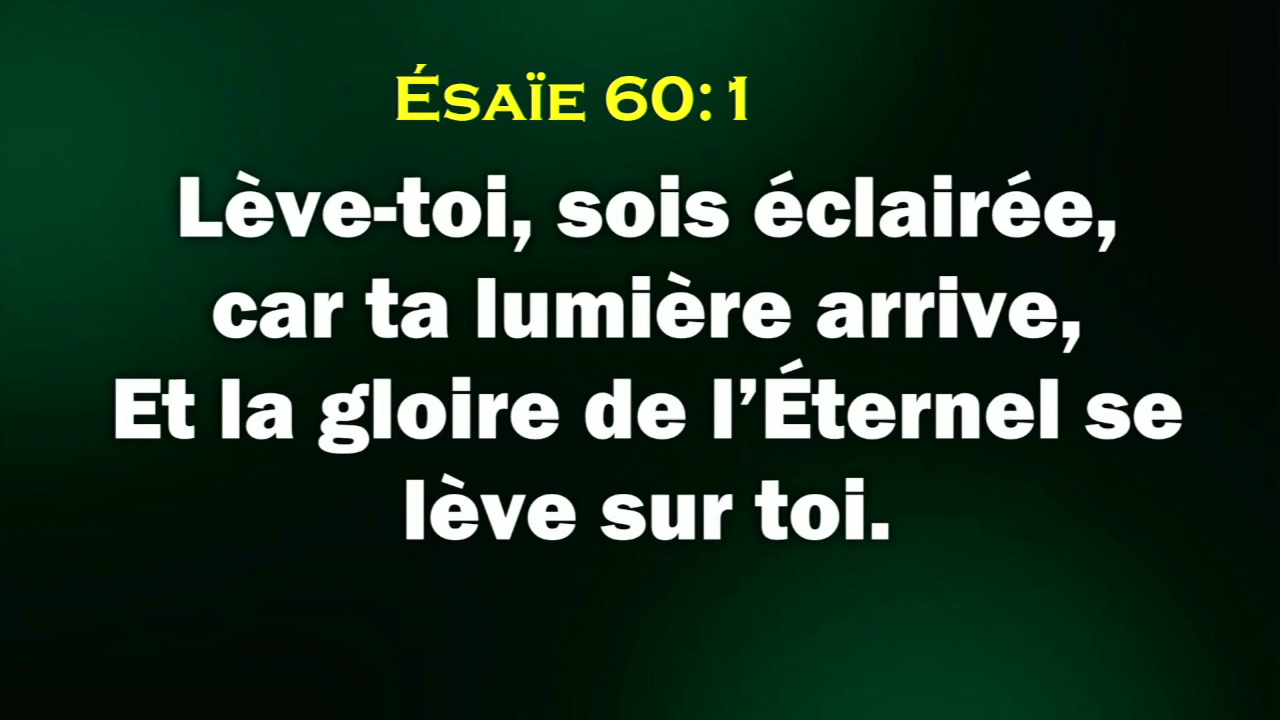 Ésaïe 60:1
Lève-toi, sois éclairée,
car ta lumière arrive,
Et la gloire de l’Éternel se
lève sur toi.